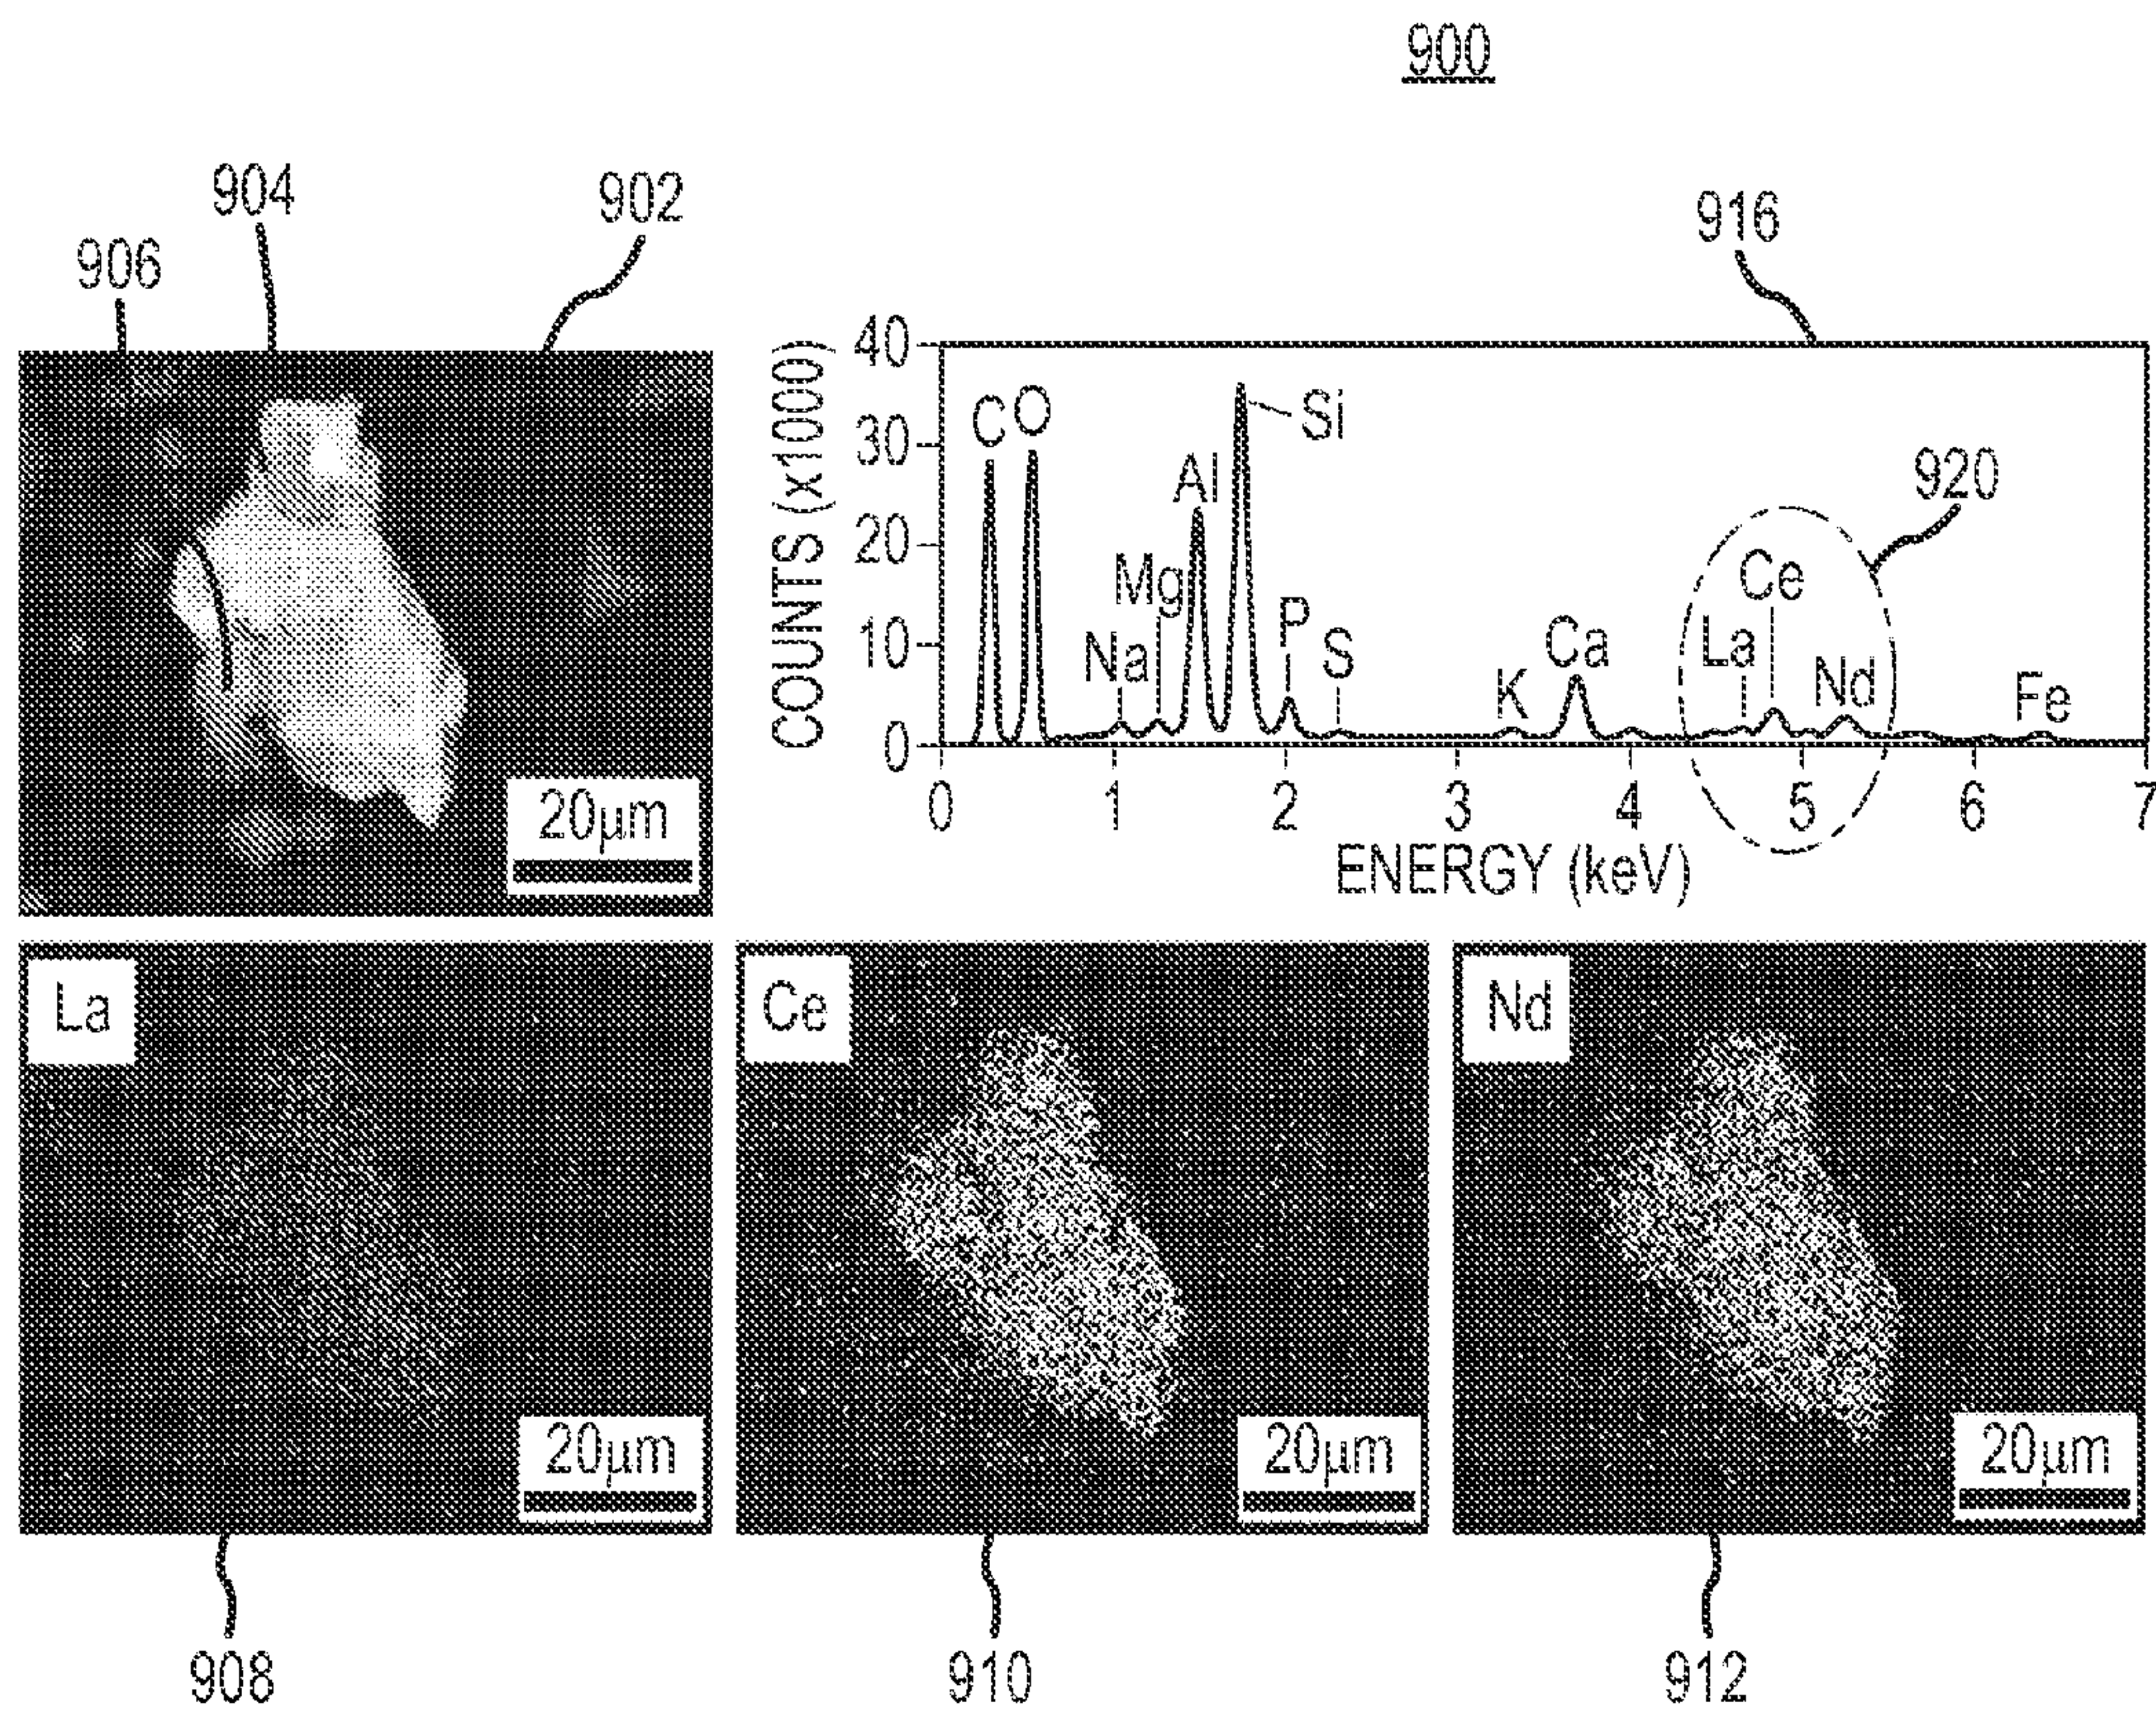 900
904
902
906
916
COUNTS (x1000)
40
30
20
10
0
C
O
Al
Si
Na
Mg
P
S
K
Ca
La
Ce
Nd
Fe
920
0 1 2 3 4 5 6 7
ENERGY (keV)
20μm
La
20μm
Ce
20μm
Nd
20μm
908
910
912